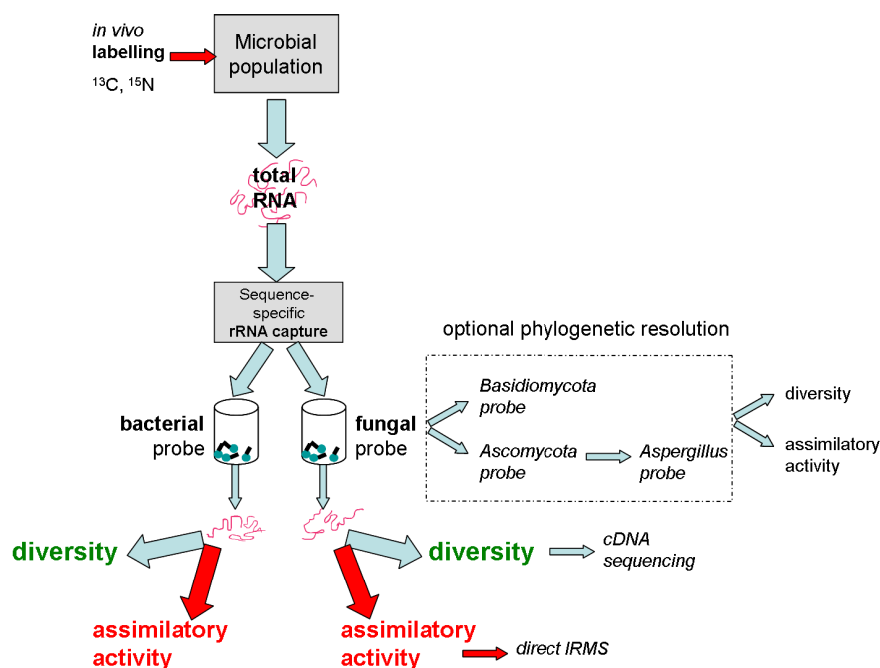 in vivo
labelling
¹³C, ¹⁵N
Microbial
population
total
RNA
Sequence-
specific
rRNA capture
optional phylogenetic resolution
bacterial
probe
fungal
probe
Basidiomycota
probe
Ascomycota
probe
Aspergillus
probe
diversity
assimilatory
activity
diversity
diversity
cDNA
sequencing
assimilatory
activity
assimilatory
activity
direct IRMS